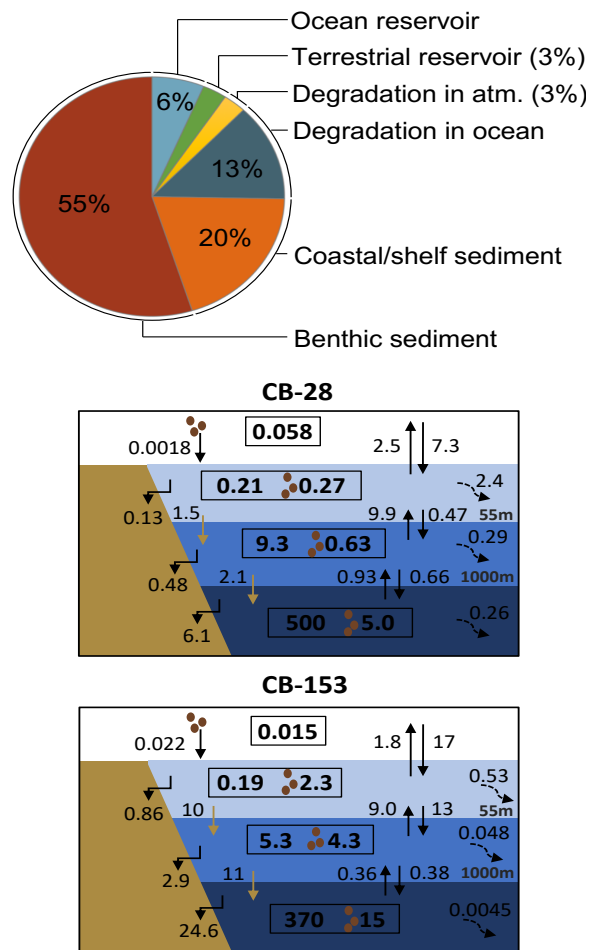 Ocean reservoir
Terrestrial reservoir (3%)
6%
Degradation in atm. (3%)
Degradation in ocean
13%
55%
20%
Coastal/shelf sediment
Benthic sediment
CB-28
0.058
0.0018
2.5 7.3
0.21 0.27
2.4
0.13 1.5 9.9 0.47 55m
9.3 0.63
0.29
0.48 2.1 0.93 0.66 1000m
500 5.0
0.26
6.1
CB-153
0.015
0.022
1.8 17
0.19 2.3
0.53
0.86 10 9.0 13 55m
5.3 4.3
0.048
2.9 11 0.36 0.38 1000m
370 15
0.0045
24.6